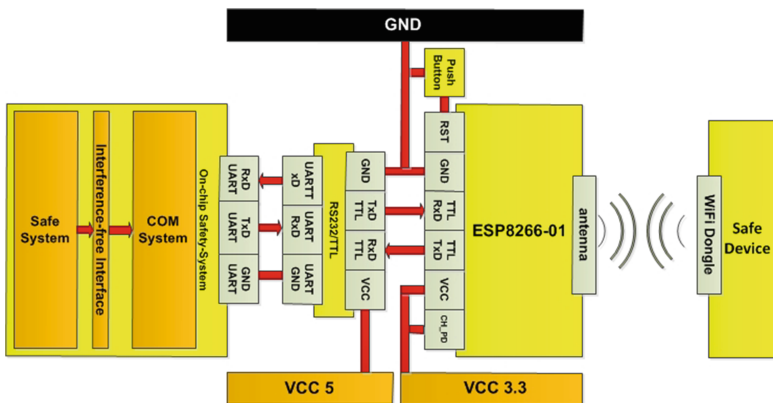 GND
Push
Button
Safe
System
Interference-free Interface
COM
System
On-chip Safety-System
RxD
UART
TxD
UART
GND
UART
UARTT
xD
UART
RxD
UART
GND
RS232/TTL
GND
TxD
TTL
RxD
TTL
VCC
RST
GND
TTL
RxD
TTL
TxD
VCC
CH_PD
ESP8266-01
antenna
WiFi Dongle
Safe
Device
VCC 5
VCC 3.3